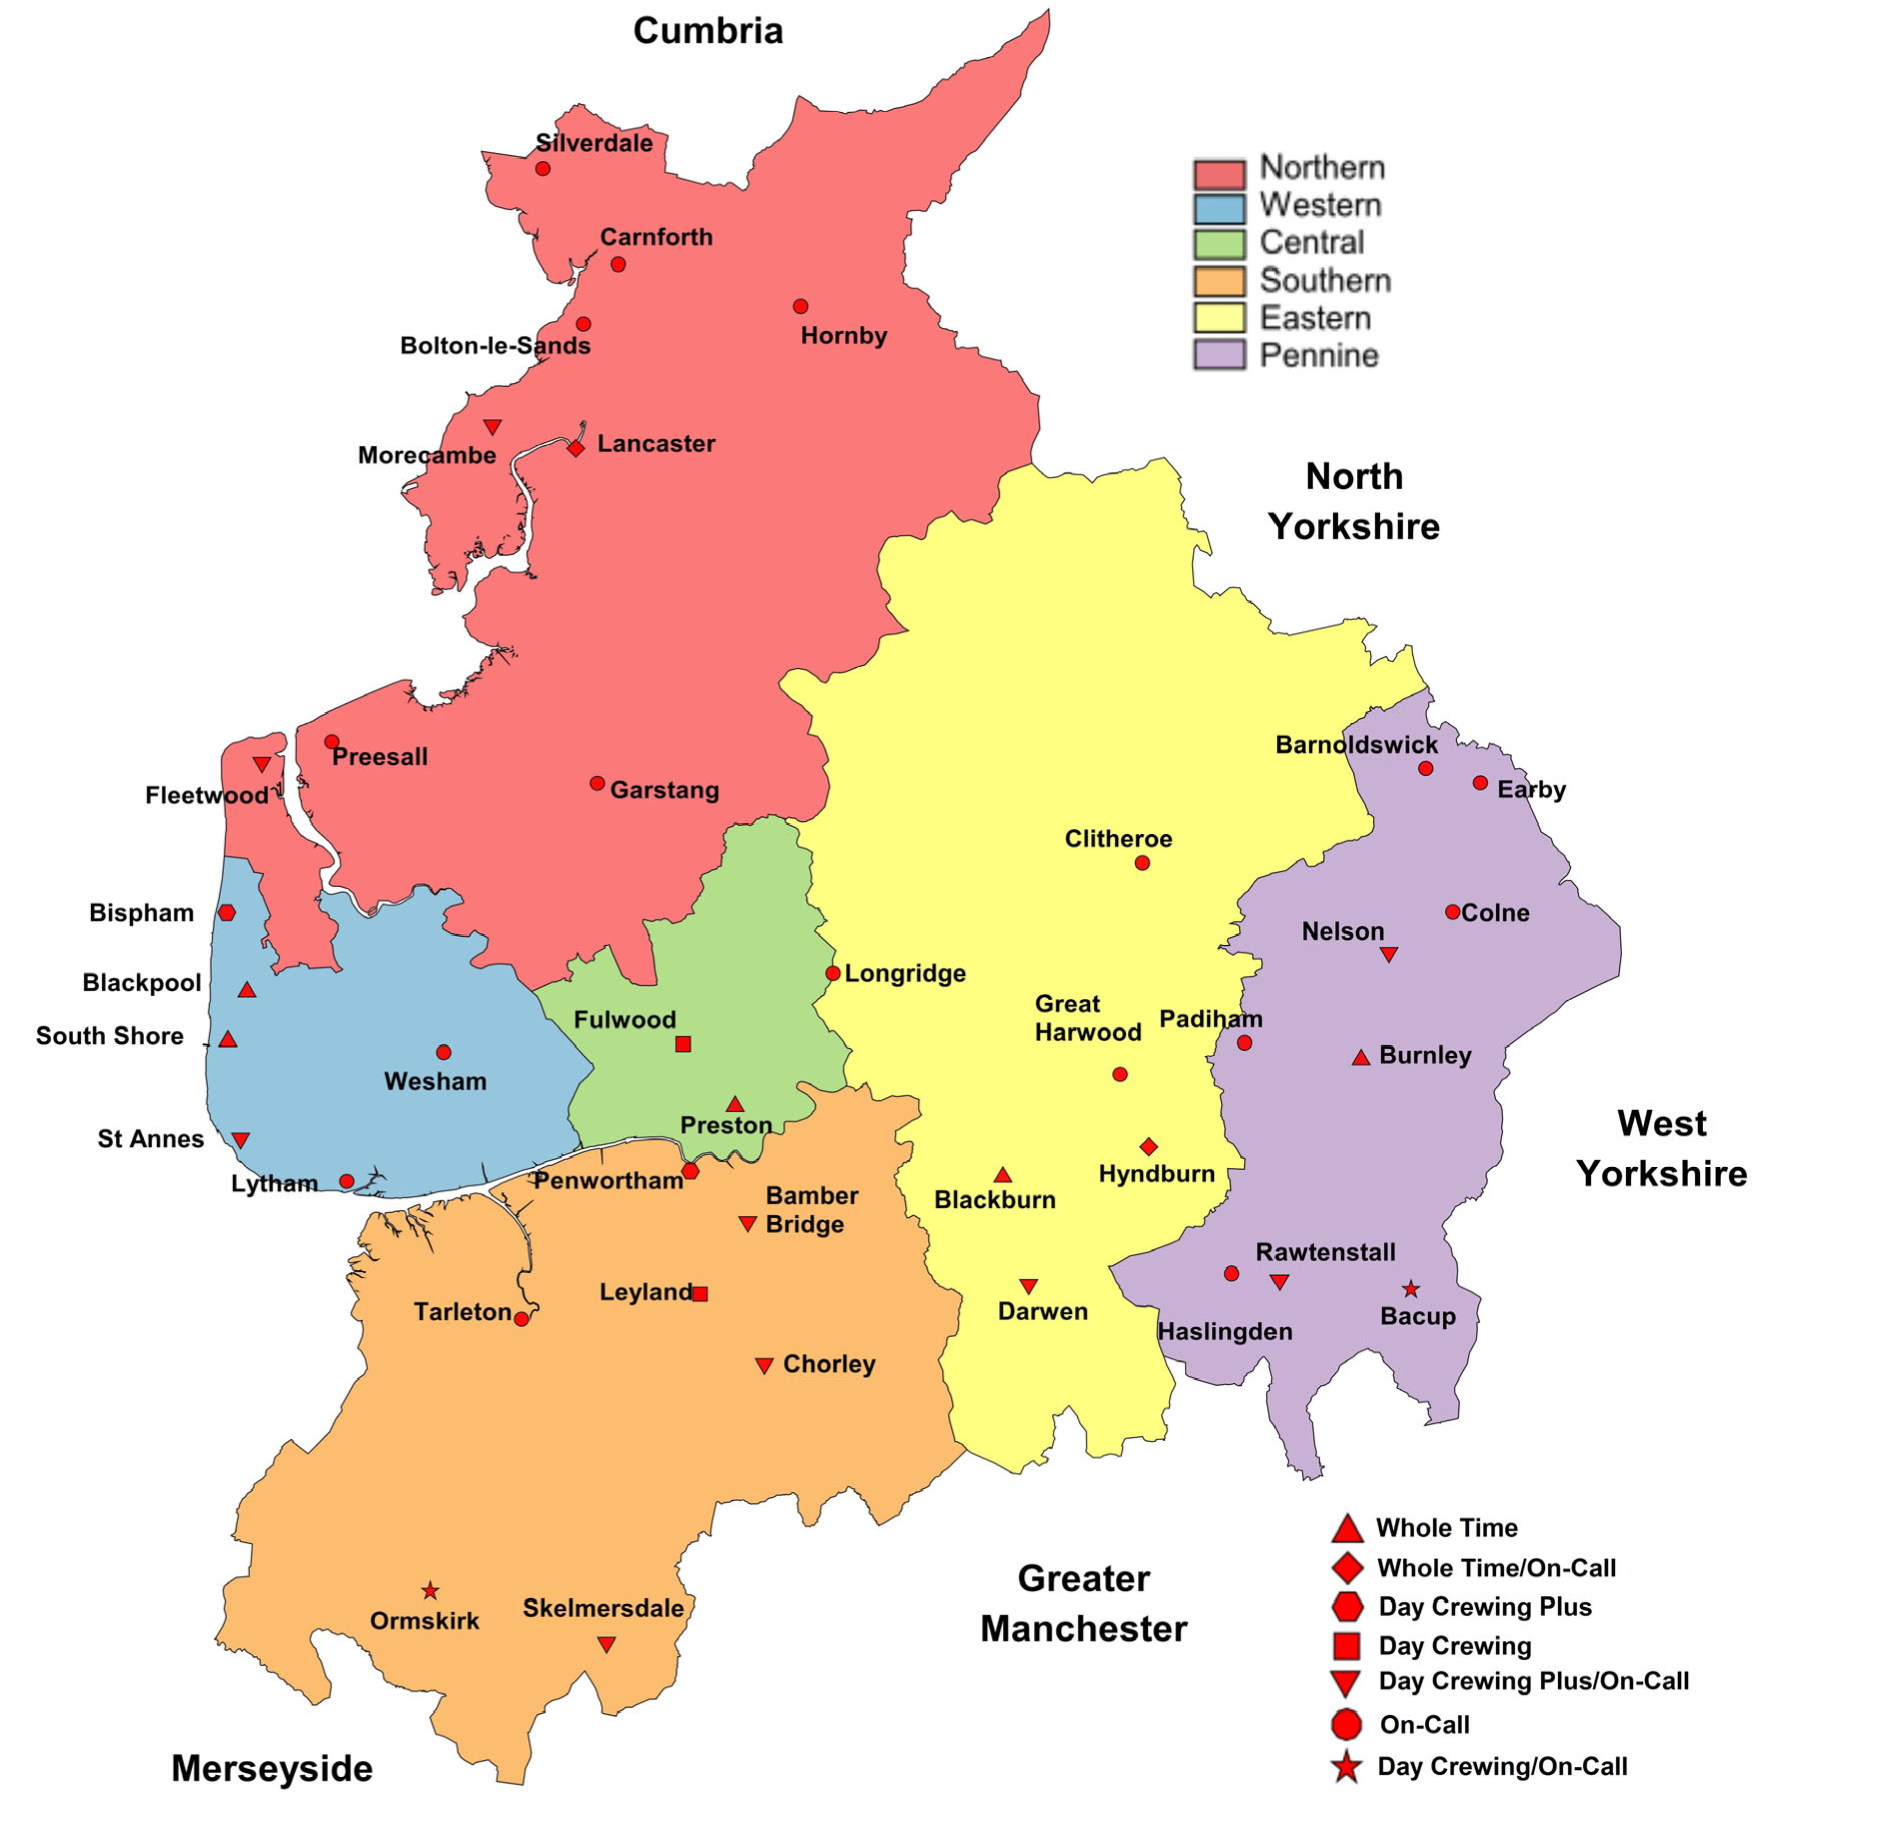 Cumbria
Silverdale
Carnforth
Hornby
Bolton-le-Sands
Morecambe
Lancaster
Northern
Western
Central
Southern
Eastern
Pennine
North
Yorkshire
Preesall
Fleetwood
Garstang
Barnoldswick
Earby
Clitheroe
Bispham
Colne
Nelson
Blackpool
Longridge
South Shore
Fulwood
Great
Harwood
Padiham
Burnley
Wesham
St Annes
Preston
West
Yorkshire
Lytham
Penwortham
Bamber
Bridge
Blackburn
Hyndburn
Rawtenstall
Leyland
Tarleton
Darwen
Haslingden
Bacup
Chorley
Ormskirk
Skelmersdale
Greater
Manchester
Merseyside
Whole Time
Whole Time/On-Call
Day Crewing Plus
Day Crewing
Day Crewing Plus/On-Call
On-Call
Day Crewing/On-Call